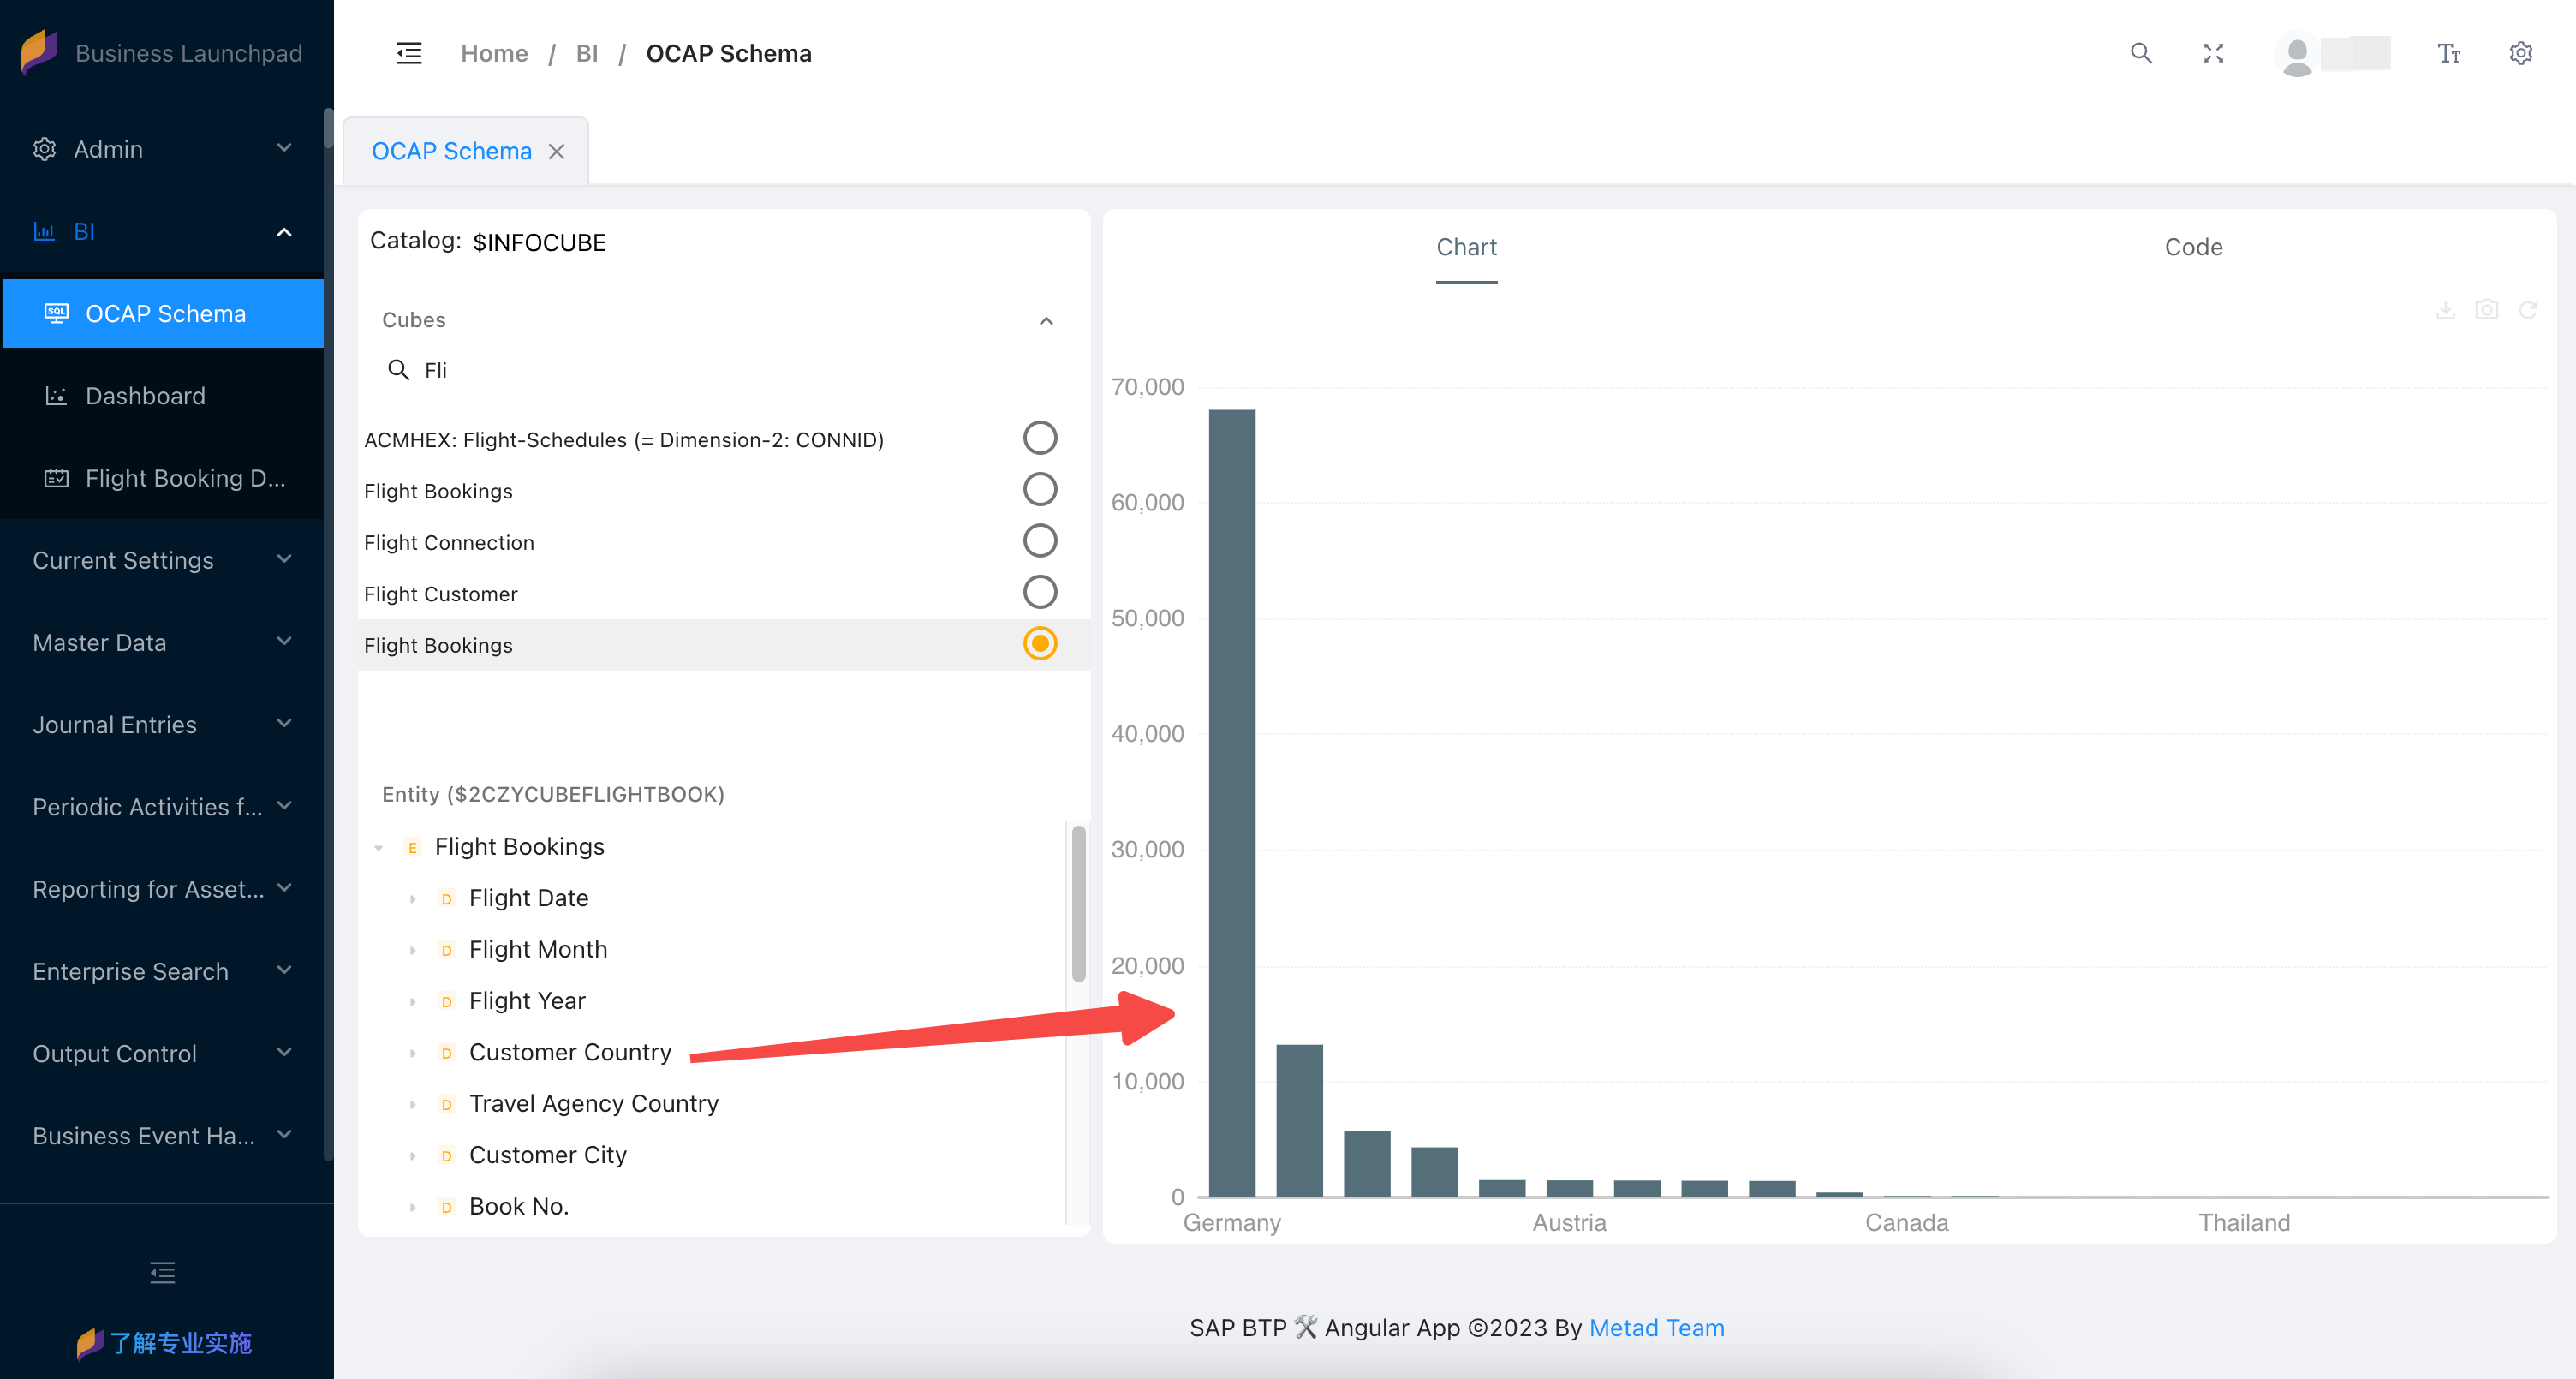 Business Launchpad
Admin
BI
SQL
OCAP Schema
Dashboard
Flight Booking D...
Current Settings
Master Data
Journal Entries
Periodic Activities f...
Reporting for Asset...
Enterprise Search
Output Control
Business Event Ha...
了解专业实施
Home / BI / OCAP Schema
OCAP Schema
Catalog: $INFOCUBE
Cubes
Fli
ACMHEX: Flight-Schedules (= Dimension-2: CONNID)
Flight Bookings
Flight Connection
Flight Customer
Flight Bookings
Entity ($2CZYCUBEFLIGHTBOOK)
E Flight Bookings
D Flight Date
D Flight Month
D Flight Year
D Customer Country
D Travel Agency Country
D Customer City
D Book No.
Chart
Code
70,000
60,000
50,000
40,000
30,000
20,000
10,000
0
Germany Austria Canada Thailand
SAP BTP 🛠 Angular App ©2023 By Metad Team